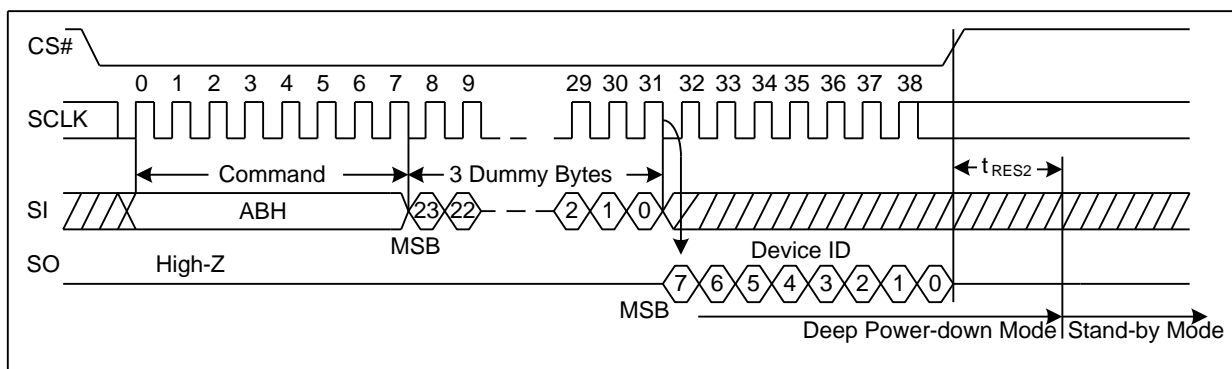 CS#
0 1 2 3 4 5 6 7 8 9 29 30 31 32 33 34 35 36 37 38
SCLK
Command 3 Dummy Bytes tRES2
SI ABH 23 22 2 1 0
MSB
SO High-Z Device ID
7 6 5 4 3 2 1 0
MSB
Deep Power-down Mode Stand-by Mode